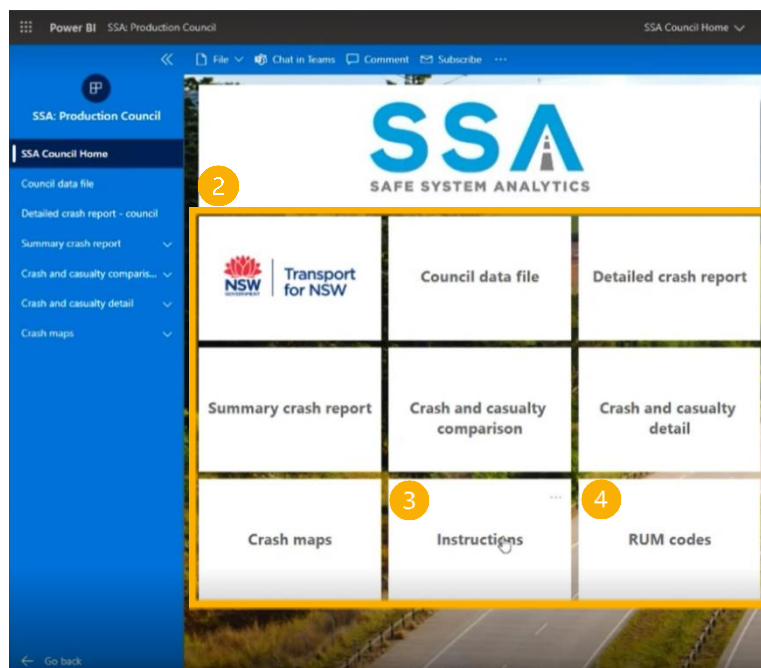 Power BI SSA: Production Council
SSA Council Home
File
Chat in Teams
Comment
Subscribe
SSA: Production Council
SSA Council Home
Council data file
Detailed crash report - council
Summary crash report
Crash and casualty comparis...
Crash and casualty detail
Crash maps
Go back
SSA
SAFE SYSTEM ANALYTICS
2
NSW
GOVERNMENT
Transport
for NSW
Council data file
Detailed crash report
Summary crash report
Crash and casualty
comparison
Crash and casualty
detail
Crash maps
3
Instructions
4
RUM codes